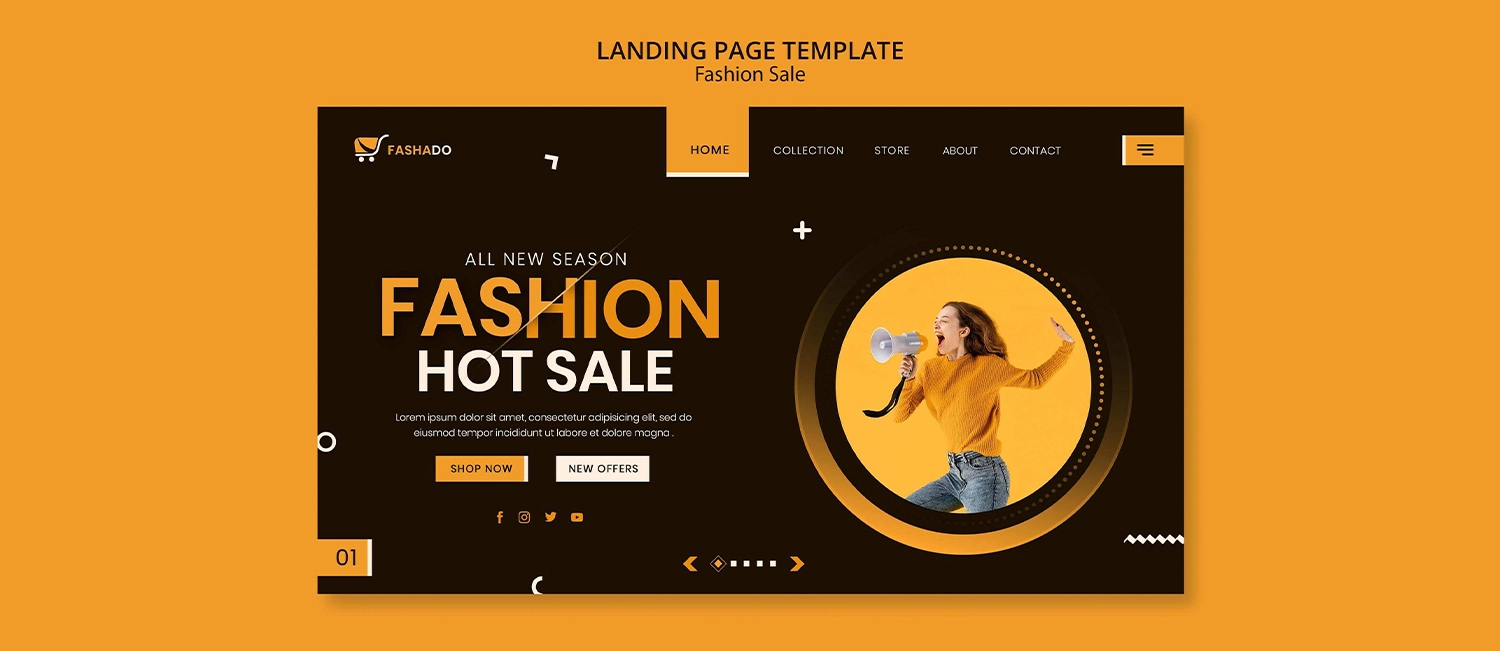 LANDING PAGE TEMPLATE
Fashion Sale
FASHADO
HOME
COLLECTION
STORE
ABOUT
CONTACT
ALL NEW SEASON
FASHION
HOT SALE
Lorem ipsum dolor sit amet, consectetur adipisicing elit, sed do
eiusmod tempor incididunt ut labore et dolore magna .
SHOP NOW
NEW OFFERS
01